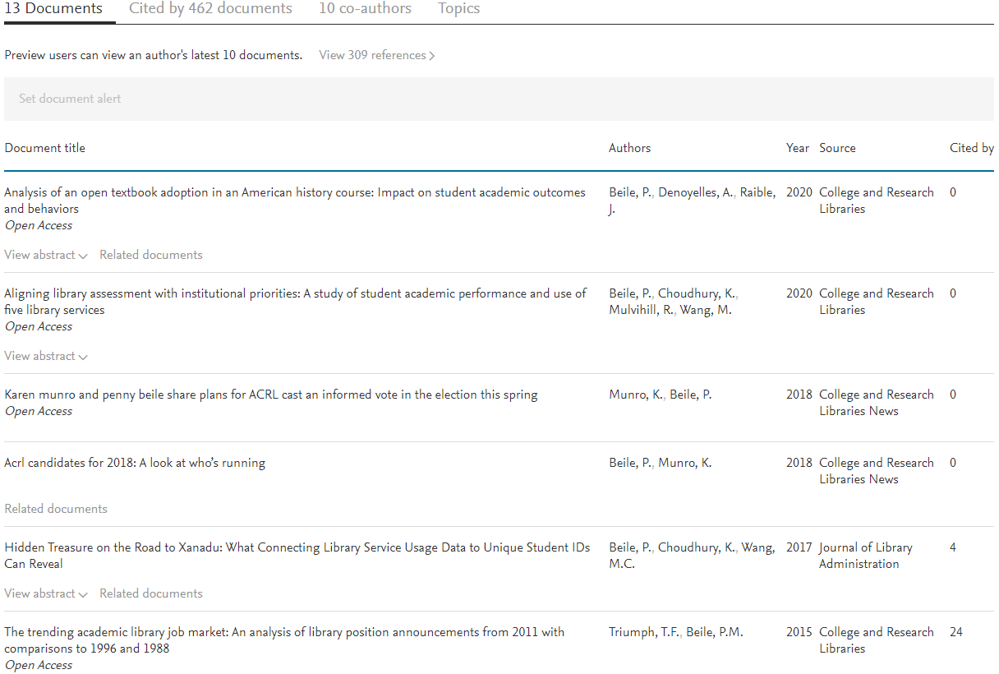 13 Documents Cited by 462 documents 10 co-authors Topics
Preview users can view an author's latest 10 documents. View 309 references
Set document alert
Document title Authors Year Source Cited by
Analysis of an open textbook adoption in an American history course: Impact on student academic outcomes Beile, P., Denoyelles, A., Raible, 2020 College and Research 0
and behaviors J. Libraries
Open Access
View abstract Related documents
Aligning library assessment with institutional priorities: A study of student academic performance and use of Beile, P., Choudhury, K., 2020 College and Research 0
five library services Mulvihill, R., Wang, M. Libraries
Open Access
View abstract
Karen munro and penny beile share plans for ACRL cast an informed vote in the election this spring Munro, K., Beile, P. 2018 College and Research 0
Open Access Libraries News
Acrl candidates for 2018: A look at who's running Beile, P., Munro, K. 2018 College and Research 0
Libraries News
Related documents
Hidden Treasure on the Road to Xanadu: What Connecting Library Service Usage Data to Unique Student IDs Beile, P., Choudhury, K., Wang, 2017 Journal of Library 4
Can Reveal M.C. Administration
View abstract Related documents
The trending academic library job market: An analysis of library position announcements from 2011 with Triumph, T.F., Beile, P.M. 2015 College and Research 24
comparisons to 1996 and 1988 Libraries
Open Access